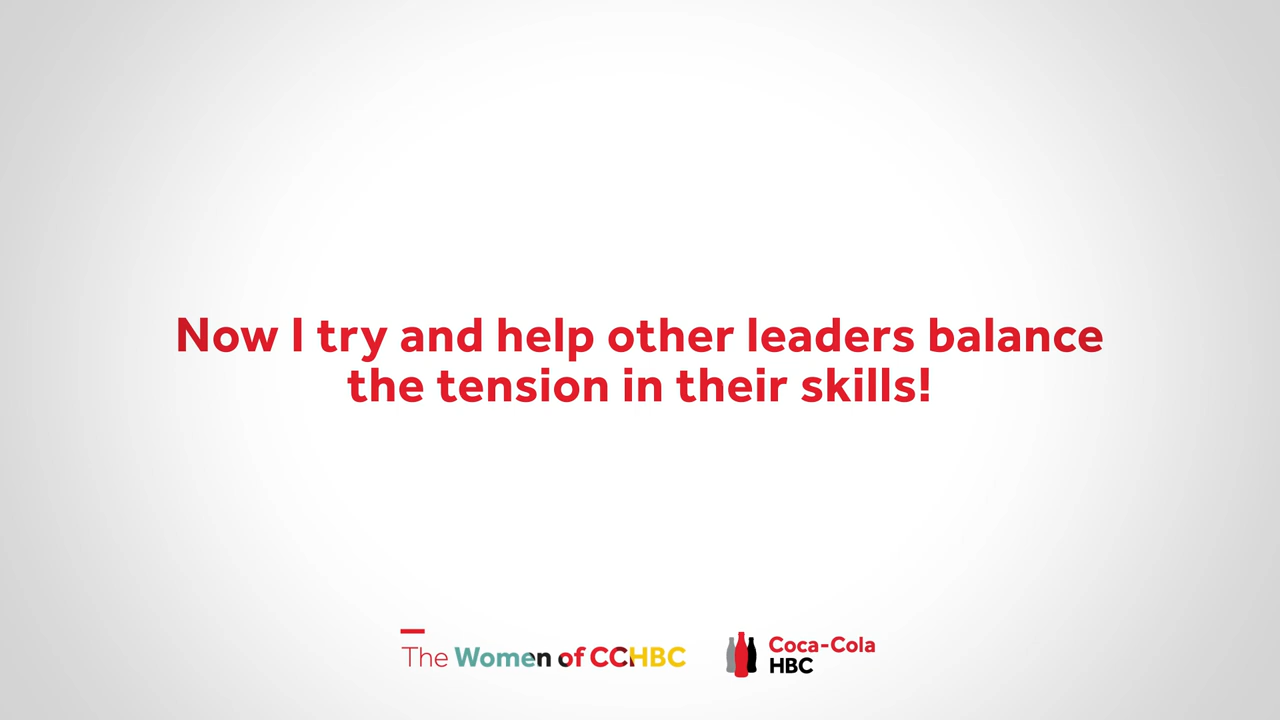 Now I try and help other leaders balance
the tension in their skills!
The Women of CCHBC
Coca-Cola
HBC